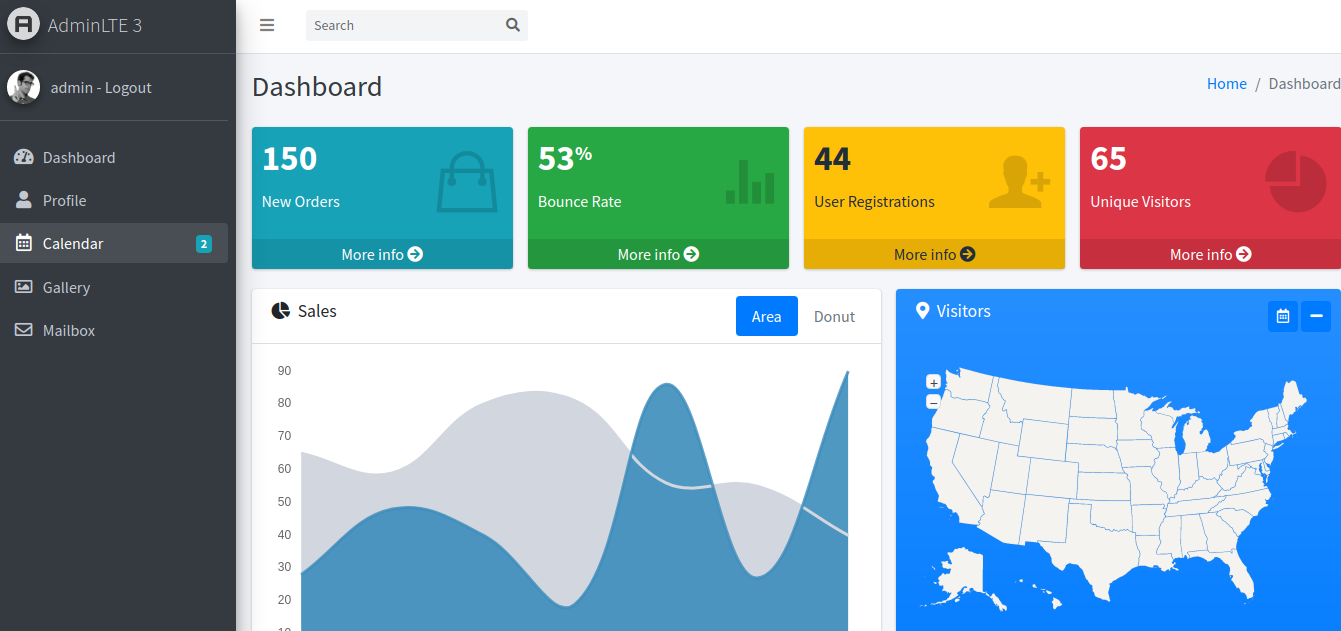 AdminLTE 3
Search
admin - Logout
Dashboard
Profile
Calendar 2
Gallery
Mailbox
Dashboard
Home / Dashboard
150
New Orders
More info
53%
Bounce Rate
More info
44
User Registrations
More info
65
Unique Visitors
More info
Sales
Area Donut
90
80
70
60
50
40
30
20
10
Visitors
+
−